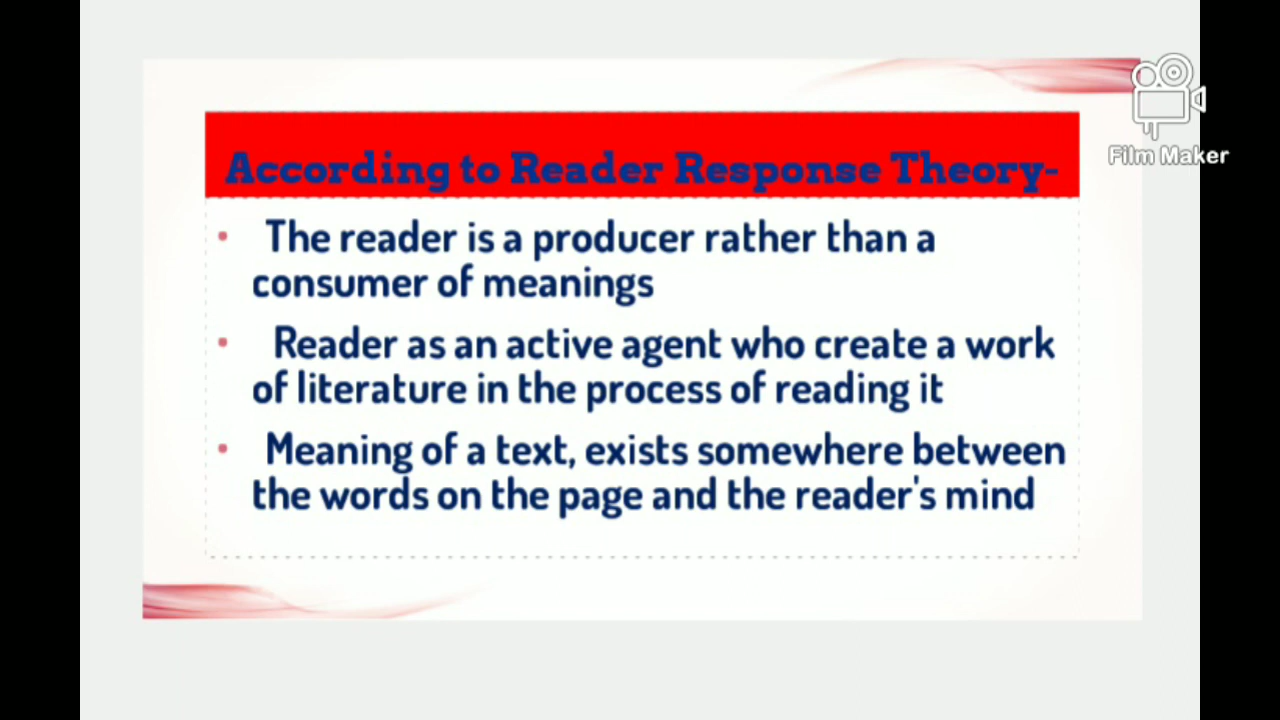 According to Reader Response Theory-
• The reader is a producer rather than a
consumer of meanings
• Reader as an active agent who create a work
of literature in the process of reading it
• Meaning of a text, exists somewhere between
the words on the page and the reader's mind
Film Maker